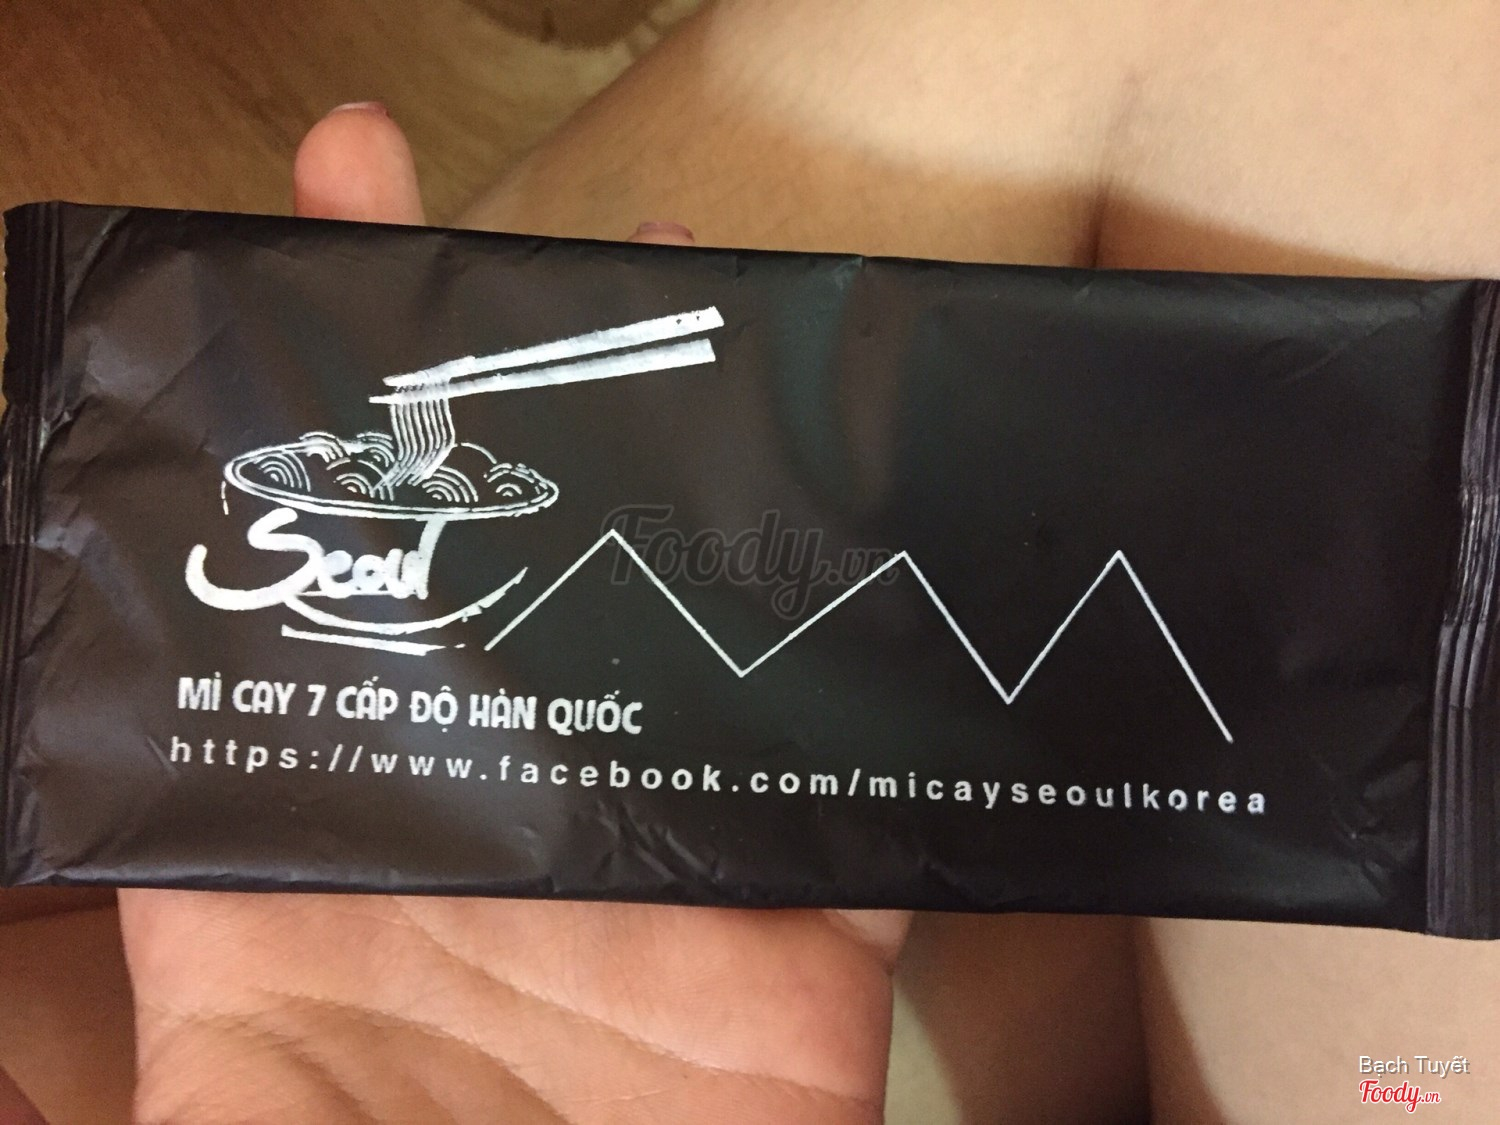 Seoul
Foody.vn
MÌ CAY 7 CẤP ĐỘ HÀN QUỐC
https://www.facebook.com/micayseoulkorea
Bạch Tuyết
Foody.vn